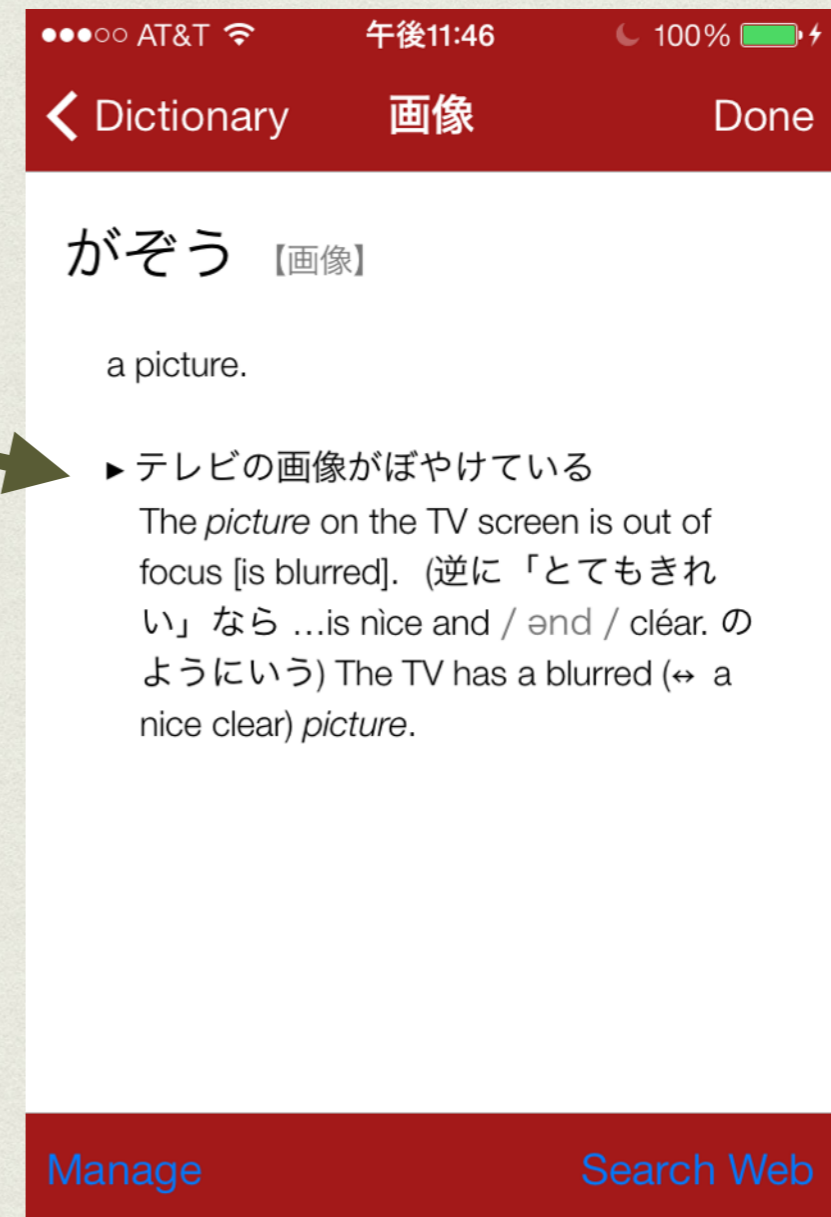 ●●●○○ AT&T 午後11:46 100%
Dictionary 画像 Done
がぞう 【画像】
a picture.
▸ テレビの画像がぼやけている
The picture on the TV screen is out of
focus [is blurred]. (逆に「とてもきれ
い」なら …is nìce and / ənd / cléar. の
ようにいう) The TV has a blurred (↔ a
nice clear) picture.
Manage Search Web